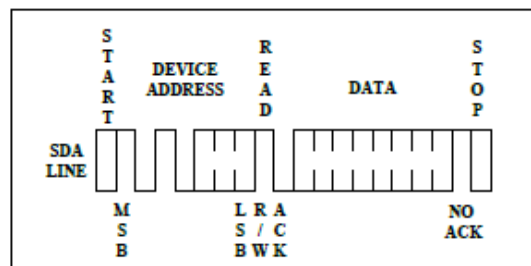 START
DEVICE
ADDRESS
READ
DATA
STOP
SDA
LINE
MSB
LSB
R/W
ACK
NO
ACK